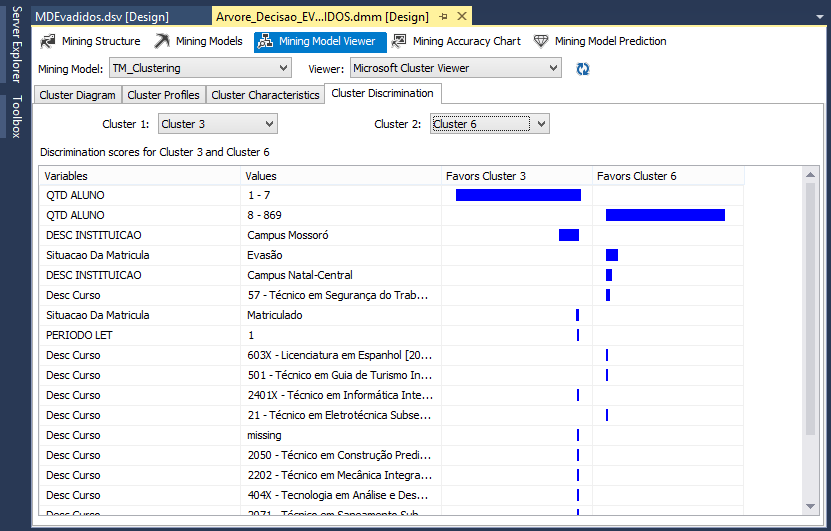 Server Explorer
Toolbox
MDEvadidos.dsv [Design]
Arvore_Decisao_EV...IDOS.dmm [Design]
Mining Structure
Mining Models
Mining Model Viewer
Mining Accuracy Chart
Mining Model Prediction
Mining Model: TM_Clustering
Viewer: Microsoft Cluster Viewer
Cluster Diagram
Cluster Profiles
Cluster Characteristics
Cluster Discrimination
Cluster 1: Cluster 3
Cluster 2: Cluster 6
Discrimination scores for Cluster 3 and Cluster 6
Variables Values Favors Cluster 3 Favors Cluster 6
QTD ALUNO 1 - 7
QTD ALUNO 8 - 869
DESC INSTITUICAO Campus Mossoró
Situacao Da Matricula Evasão
DESC INSTITUICAO Campus Natal-Central
Desc Curso 57 - Técnico em Segurança do Trab...
Situacao Da Matricula Matriculado
PERIODO LET 1
Desc Curso 603X - Licenciatura em Espanhol [20...
Desc Curso 501 - Técnico em Guia de Turismo In...
Desc Curso 2401X - Técnico em Informática Inte...
Desc Curso 21 - Técnico em Eletrotécnica Subse...
Desc Curso missing
Desc Curso 2050 - Técnico em Construção Predi...
Desc Curso 2202 - Técnico em Mecânica Integra...
Desc Curso 404X - Tecnologia em Análise e Des...
Desc Curso 2071 - Técnico em Saneamento Sub...